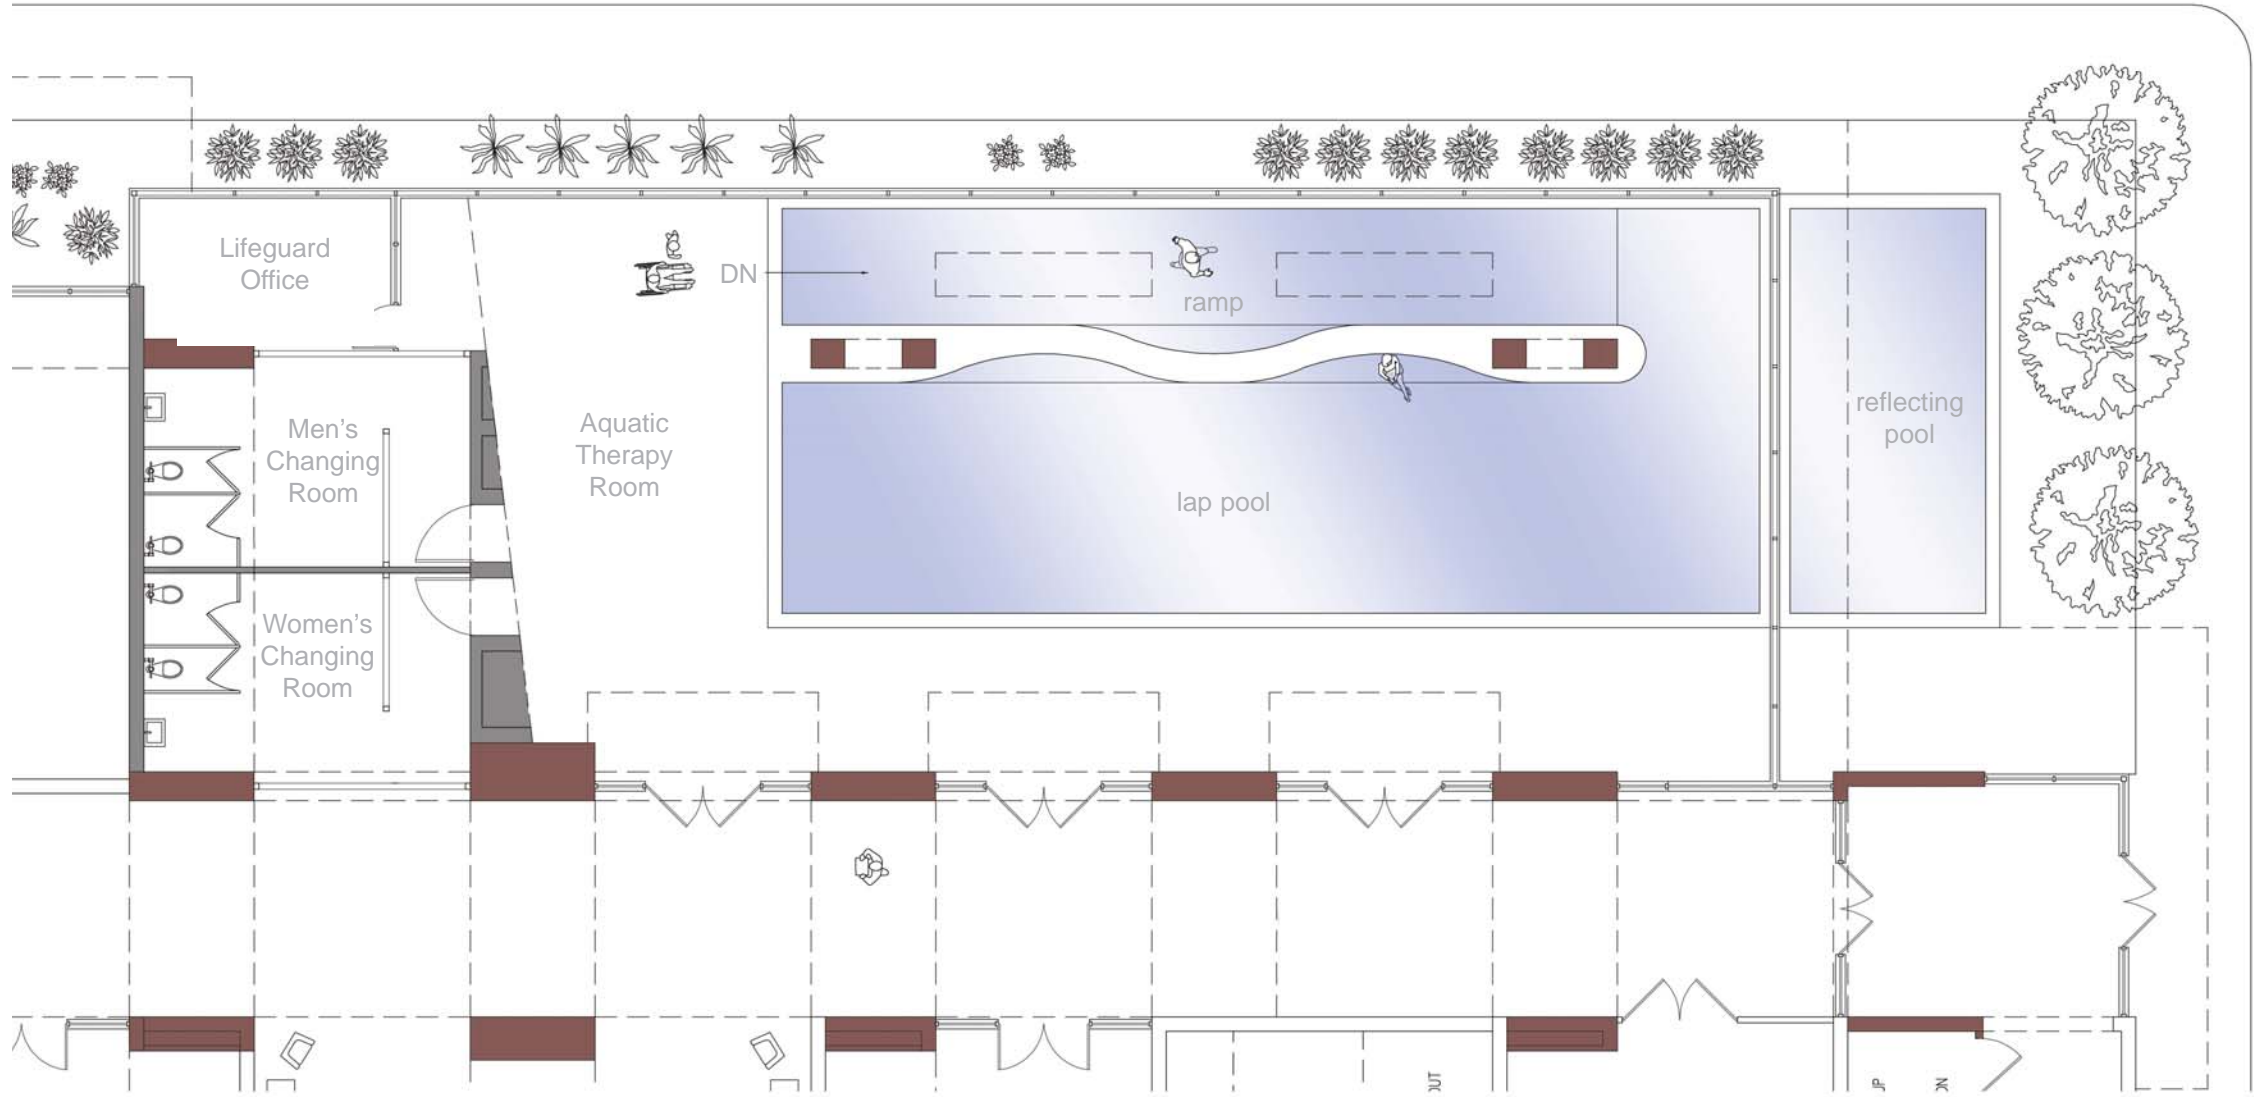 Lifeguard
Office
DN
ramp
Men's
Changing
Room
Aquatic
Therapy
Room
reflecting
pool
lap pool
Women's
Changing
Room